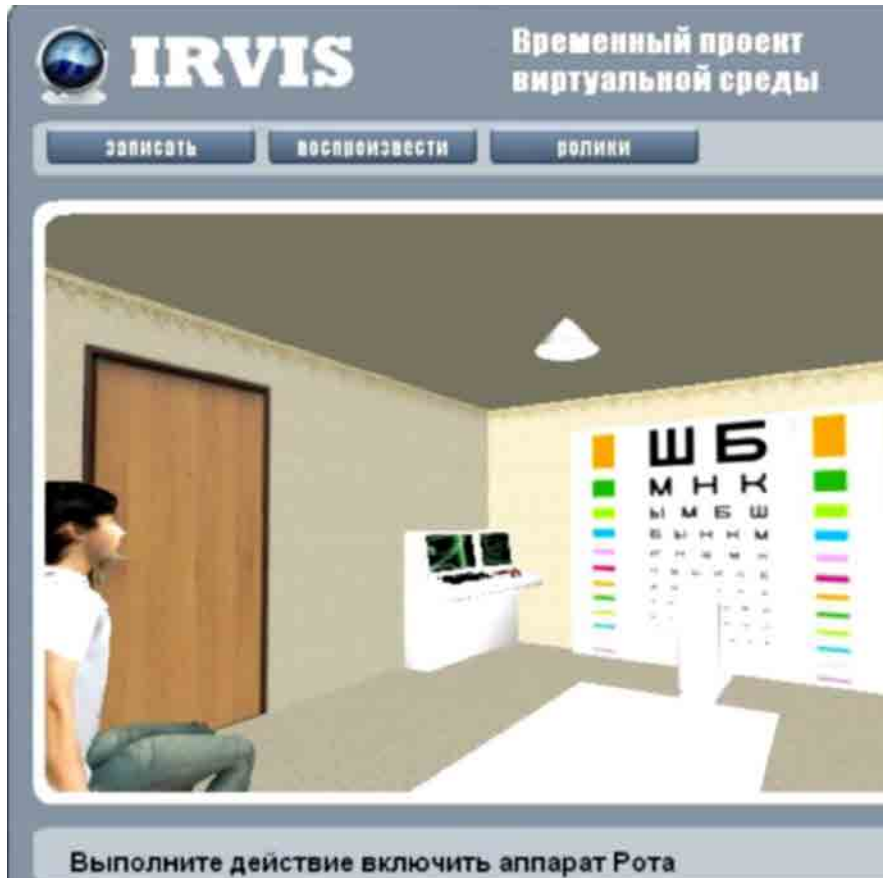 IRVIS
Временный проект
виртуальной среды
записать воспроизвести ролики
Ш Б
М Н К
Ы М Б Ш
Б Ы Н К М
Выполните действие включить аппарат Рота